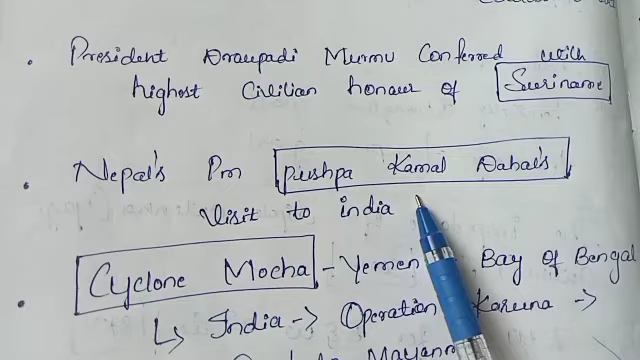 . President Draupadi Murmu Conferred with
highest Civilian honour of Suriname
. Nepal's Pm Pushpa Kamal Dahal's
Visit to india
. Cyclone Mocha - Yemen Bay of Bengal
↳ India → Operation Karuna →